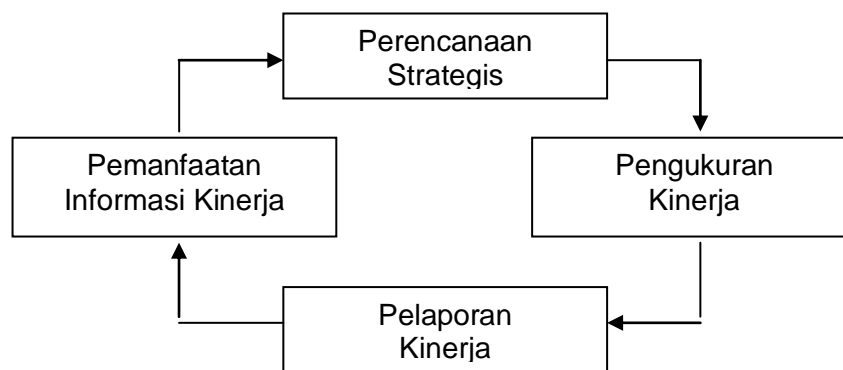 Perencanaan
Strategis
Pemanfaatan
Informasi Kinerja
Pengukuran
Kinerja
Pelaporan
Kinerja